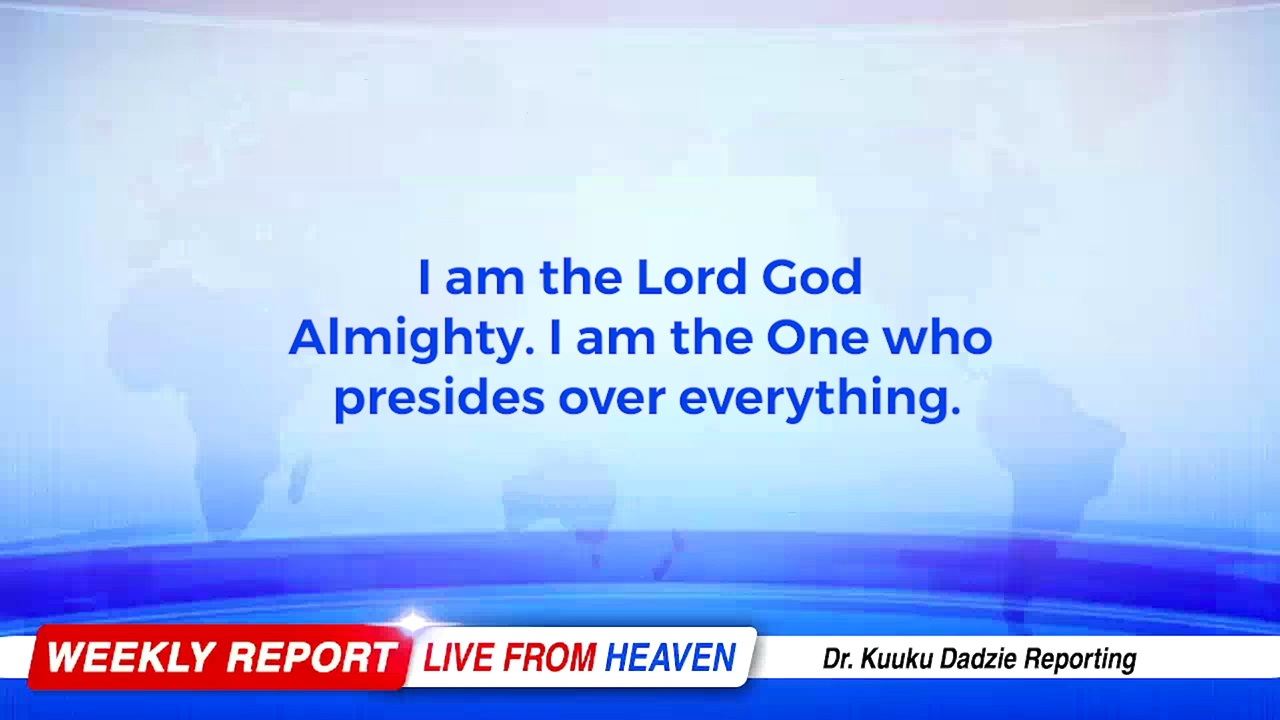 I am the Lord God
Almighty. I am the One who
presides over everything.
WEEKLY REPORT LIVE FROM HEAVEN Dr. Kuuku Dadzie Reporting